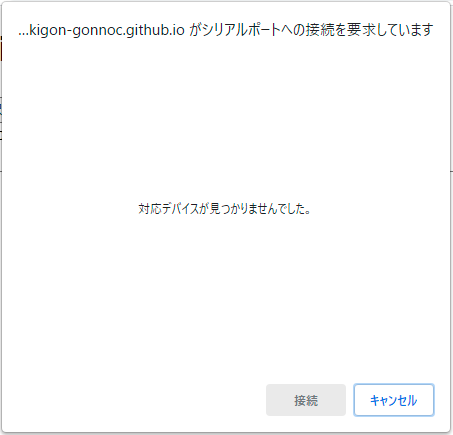 ...kigon-gonnoc.github.io がシリアルポートへの接続を要求しています
対応デバイスが見つかりませんでした。
接続
キャンセル